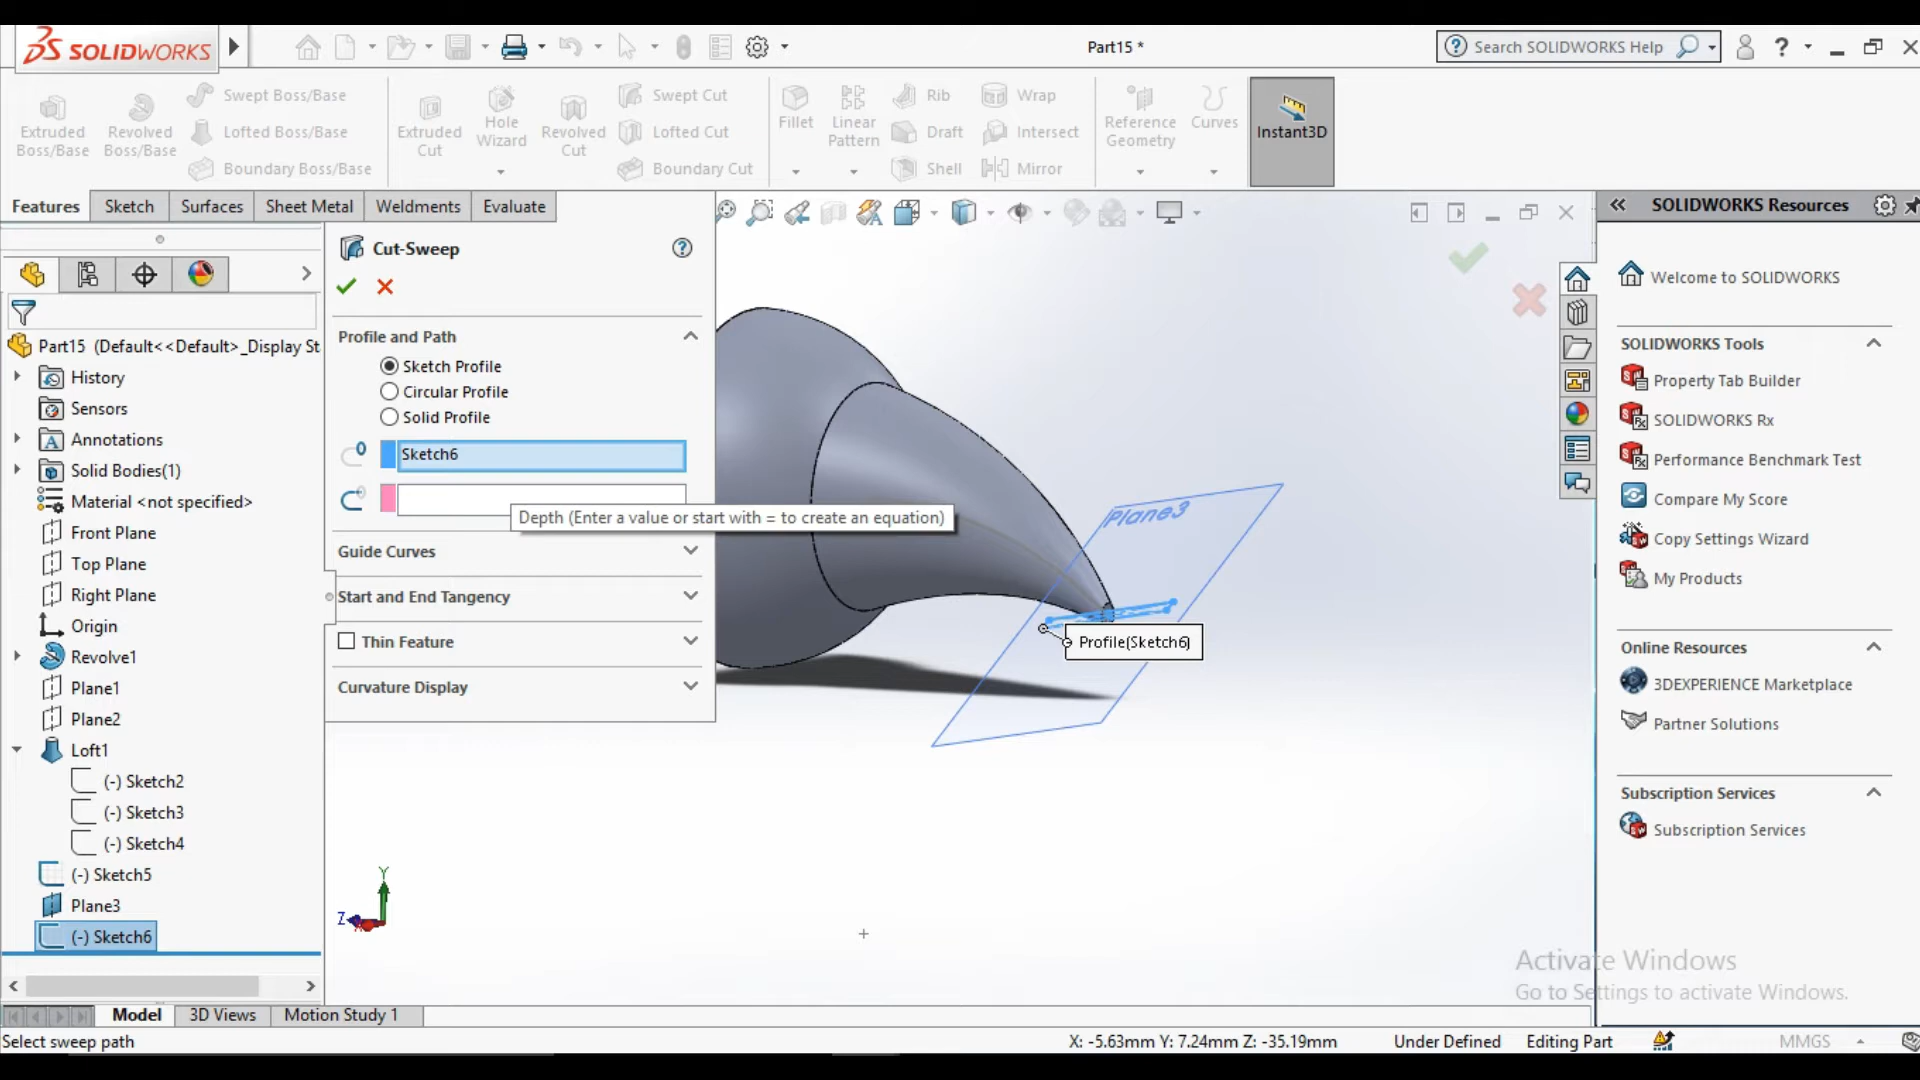 SOLIDWORKS
Part15 *
Search SOLIDWORKS Help
Extruded Boss/Base
Revolved Boss/Base
Swept Boss/Base
Lofted Boss/Base
Boundary Boss/Base
Extruded Cut
Hole Wizard
Revolved Cut
Swept Cut
Lofted Cut
Boundary Cut
Fillet
Linear Pattern
Rib
Draft
Shell
Wrap
Intersect
Mirror
Reference Geometry
Curves
Instant3D
Features
Sketch
Surfaces
Sheet Metal
Weldments
Evaluate
Part15 (Default<<Default>_Display St
History
Sensors
Annotations
Solid Bodies(1)
Material <not specified>
Front Plane
Top Plane
Right Plane
Origin
Revolve1
Plane1
Plane2
Loft1
(-) Sketch2
(-) Sketch3
(-) Sketch4
(-) Sketch5
Plane3
(-) Sketch6
Cut-Sweep
Profile and Path
Sketch Profile
Circular Profile
Solid Profile
Sketch6
Depth (Enter a value or start with = to create an equation)
Guide Curves
Start and End Tangency
Thin Feature
Curvature Display
Plane3
Profile(Sketch6)
Y
Z
SOLIDWORKS Resources
Welcome to SOLIDWORKS
SOLIDWORKS Tools
Property Tab Builder
SOLIDWORKS Rx
Performance Benchmark Test
Compare My Score
Copy Settings Wizard
My Products
Online Resources
3DEXPERIENCE Marketplace
Partner Solutions
Subscription Services
Subscription Services
Activate Windows
Go to Settings to activate Windows.
Model
3D Views
Motion Study 1
Select sweep path
X: -5.63mm Y: 7.24mm Z: -35.19mm
Under Defined
Editing Part
MMGS